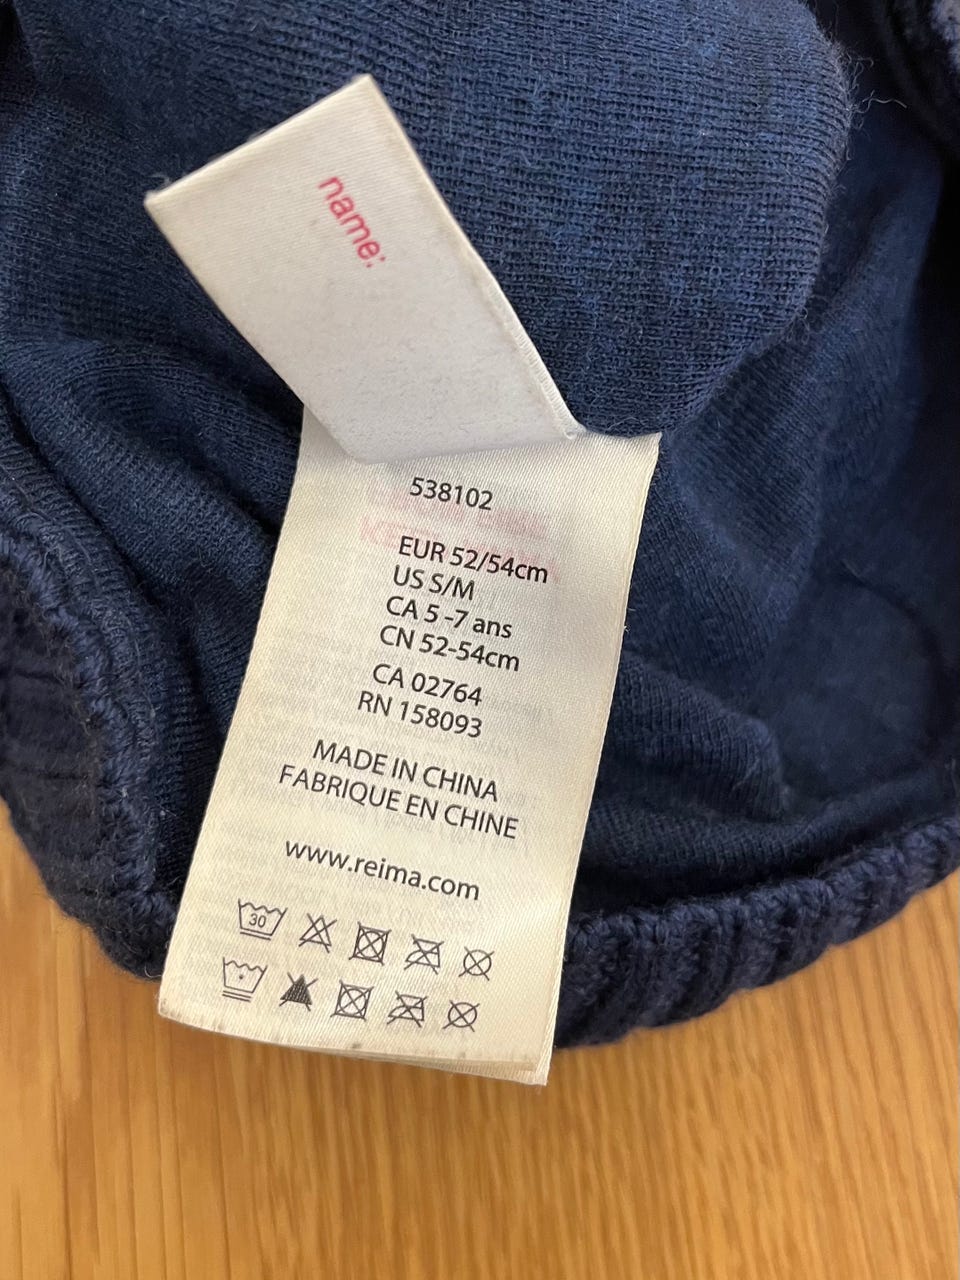 name:
538102
EUR 52/54cm
US S/M
CA 5-7 ans
CN 52-54cm
CA 02764
RN 158093
MADE IN CHINA
FABRIQUE EN CHINE
www.reima.com
30